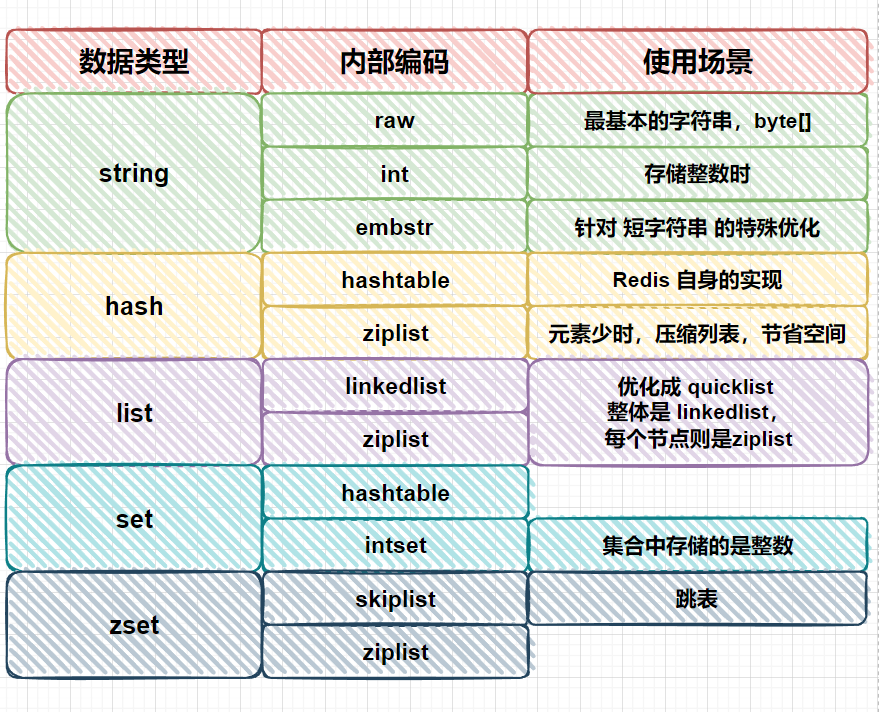 数据类型
内部编码
使用场景
string
raw
最基本的字符串，byte[]
int
存储整数时
embstr
针对 短字符串 的特殊优化
hash
hashtable
Redis 自身的实现
ziplist
元素少时，压缩列表，节省空间
list
linkedlist
ziplist
优化成 quicklist
整体是 linkedlist，
每个节点则是ziplist
set
hashtable
intset
集合中存储的是整数
zset
skiplist
跳表
ziplist